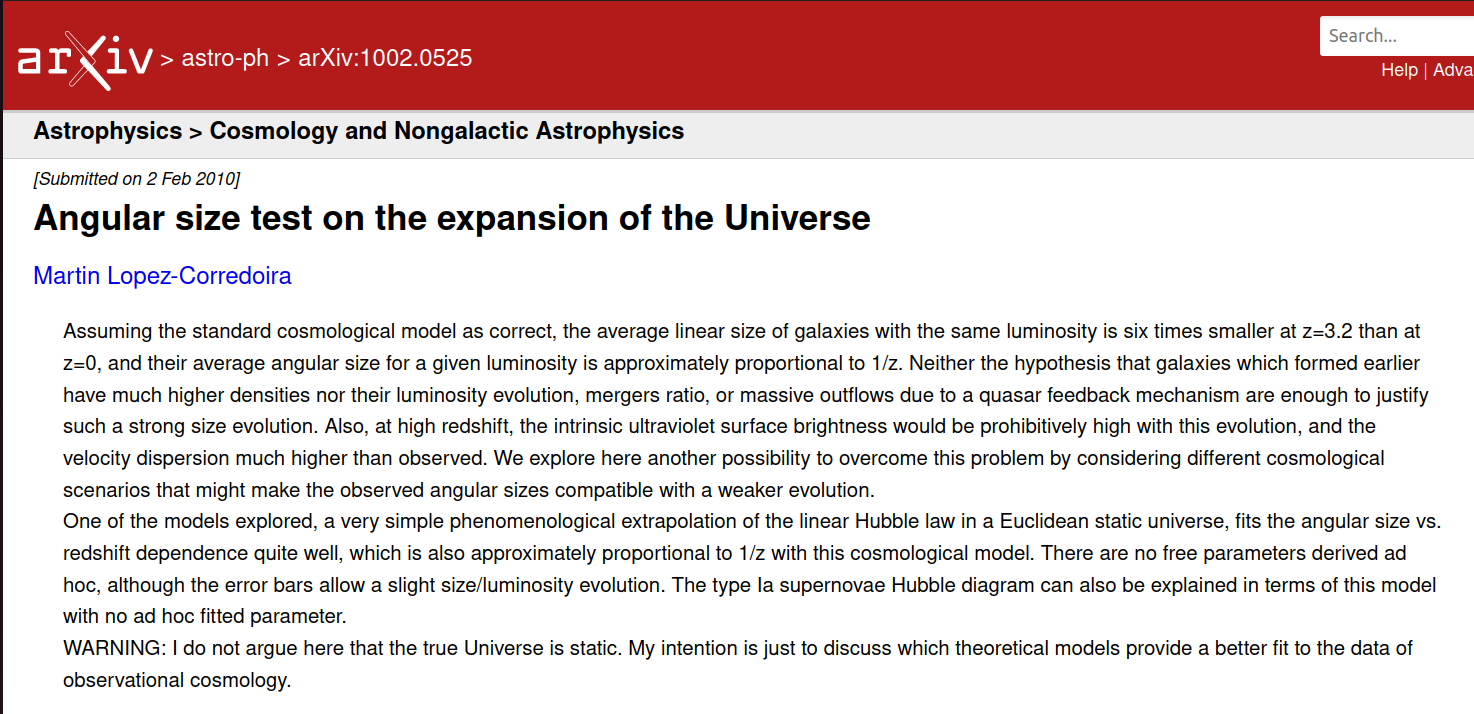 arXiv > astro-ph > arXiv:1002.0525
Search...
Help | Adva
Astrophysics > Cosmology and Nongalactic Astrophysics
[Submitted on 2 Feb 2010]
Angular size test on the expansion of the Universe
Martin Lopez-Corredoira
Assuming the standard cosmological model as correct, the average linear size of galaxies with the same luminosity is six times smaller at z=3.2 than at
z=0, and their average angular size for a given luminosity is approximately proportional to 1/z. Neither the hypothesis that galaxies which formed earlier
have much higher densities nor their luminosity evolution, mergers ratio, or massive outflows due to a quasar feedback mechanism are enough to justify
such a strong size evolution. Also, at high redshift, the intrinsic ultraviolet surface brightness would be prohibitively high with this evolution, and the
velocity dispersion much higher than observed. We explore here another possibility to overcome this problem by considering different cosmological
scenarios that might make the observed angular sizes compatible with a weaker evolution.
One of the models explored, a very simple phenomenological extrapolation of the linear Hubble law in a Euclidean static universe, fits the angular size vs.
redshift dependence quite well, which is also approximately proportional to 1/z with this cosmological model. There are no free parameters derived ad
hoc, although the error bars allow a slight size/luminosity evolution. The type Ia supernovae Hubble diagram can also be explained in terms of this model
with no ad hoc fitted parameter.
WARNING: I do not argue here that the true Universe is static. My intention is just to discuss which theoretical models provide a better fit to the data of
observational cosmology.